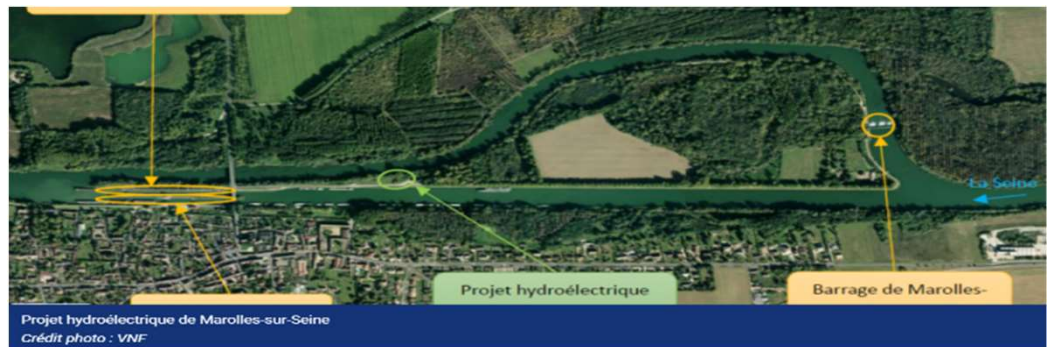 La Seine
Projet hydroélectrique
Barrage de Marolles-
Projet hydroélectrique de Marolles-sur-Seine
Crédit photo : VNF